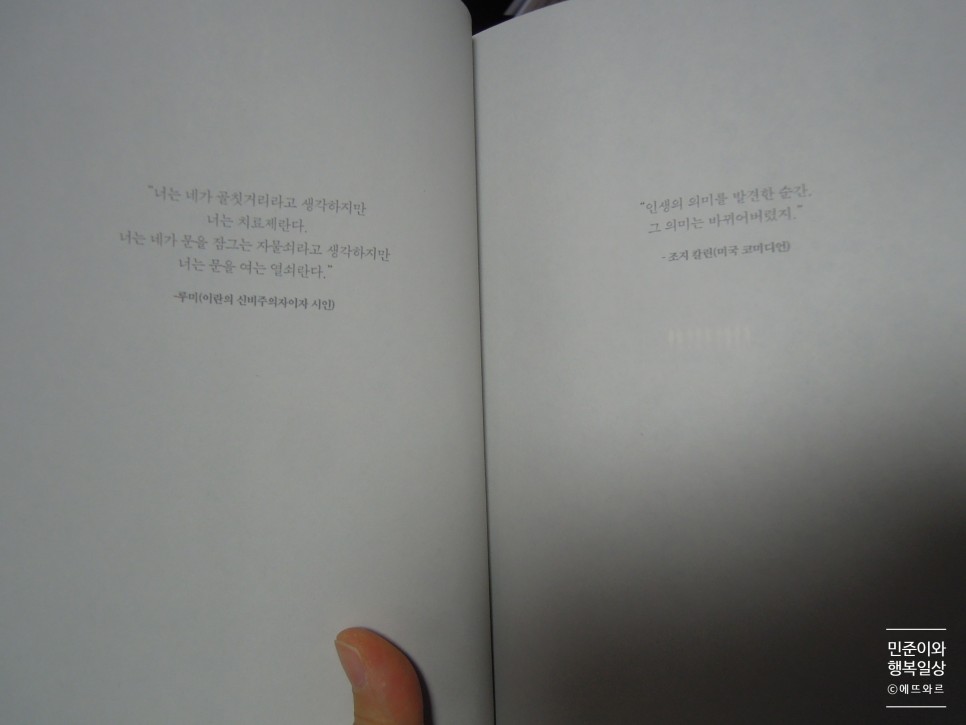 “너는 네가 골칫거리라고 생각하지만
너는 치료제란다.
너는 네가 문을 잠그는 자물쇠라고 생각하지만
너는 문을 여는 열쇠란다.”
-루미(이란의 신비주의자이자 시인)
“인생의 의미를 발견한 순간,
그 의미는 바뀌어버렸지.”
- 조지 칼린(미국 코미디언)
민준이와
행복일상
©에뜨와르